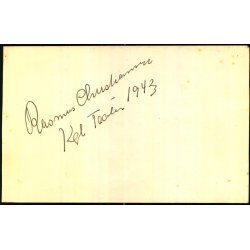 Rasmus Christiansen
Kgl Teater 1943